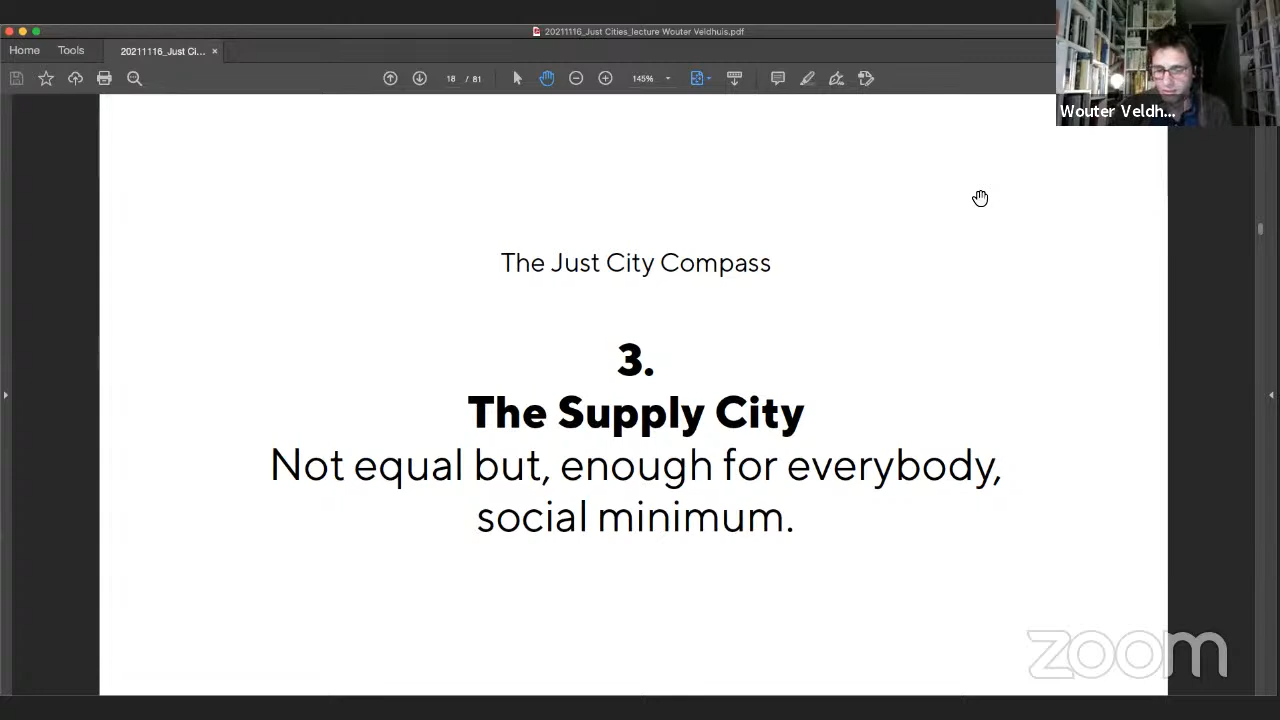 20211116_Just Cities_lecture Wouter Veldhuis.pdf
Home
Tools
20211116_Just Ci...
18 / 81
145%
Wouter Veldh...
The Just City Compass
3.
The Supply City
Not equal but, enough for everybody,
social minimum.
zoom